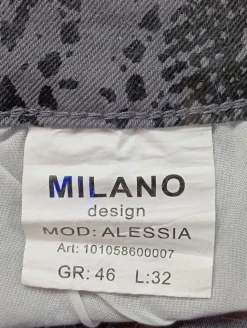 MILANO
design
MOD: ALESSIA
Art: 101058600007
GR: 46 L:32